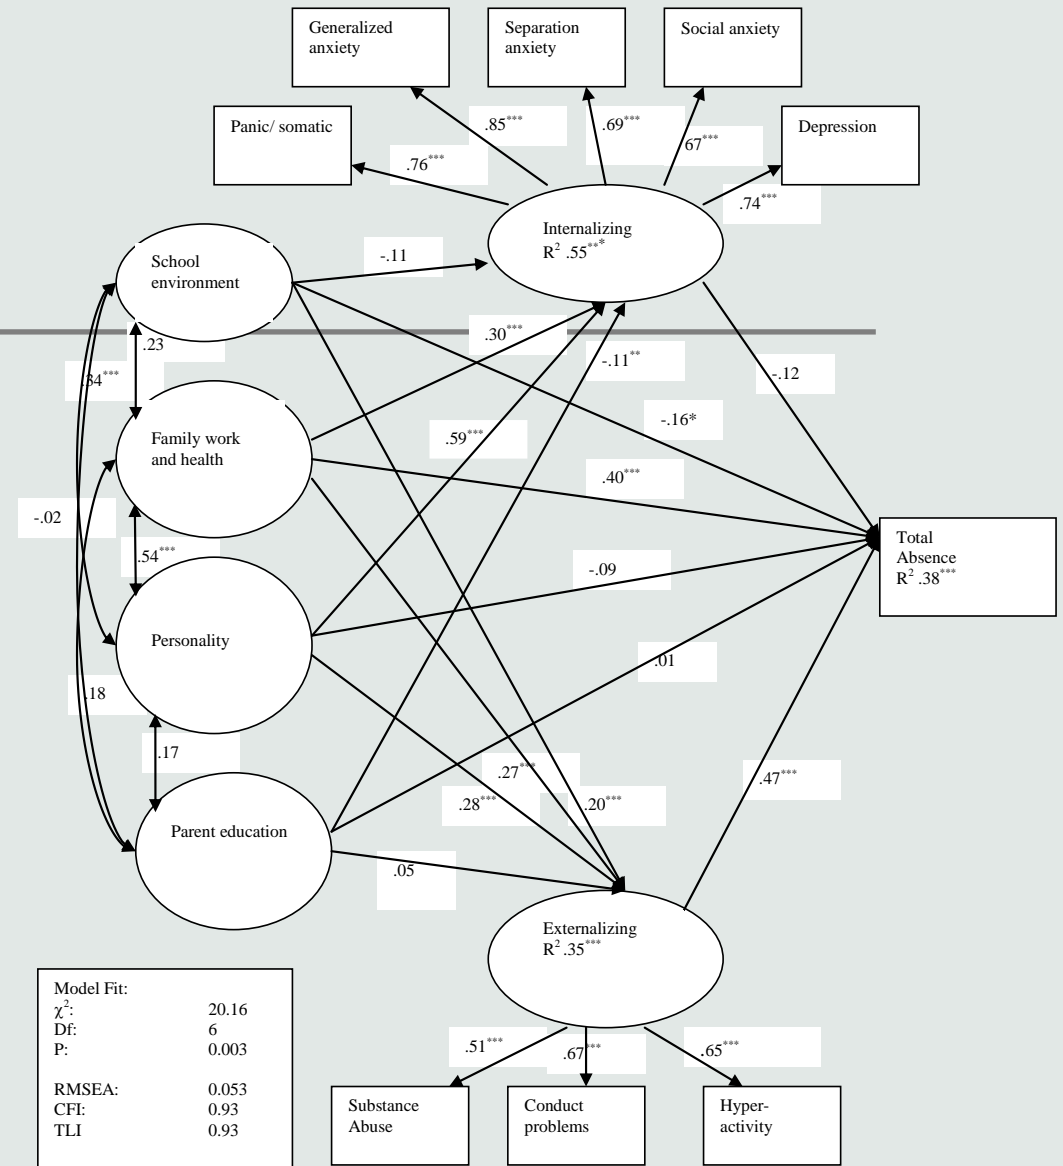 Generalized
anxiety
Separation
anxiety
Social anxiety
Panic/ somatic
Depression
.85***
.69***
67***
.76***
.74***
Internalizing
R² .55***
School
environment
-.11
.23
.34***
.30***
-.11**
-.12
-.16*
Family work
and health
.59***
.40***
-.02
.54***
Total
Absence
R² .38***
-.09
Personality
.01
.18
.17
.27***
.28***
.20***
.47***
Parent education
.05
Externalizing
R² .35***
Model Fit:
χ²: 20.16
Df: 6
P: 0.003
RMSEA: 0.053
CFI: 0.93
TLI 0.93
.51***
.67***
.65***
Substance
Abuse
Conduct
problems
Hyper-
activity